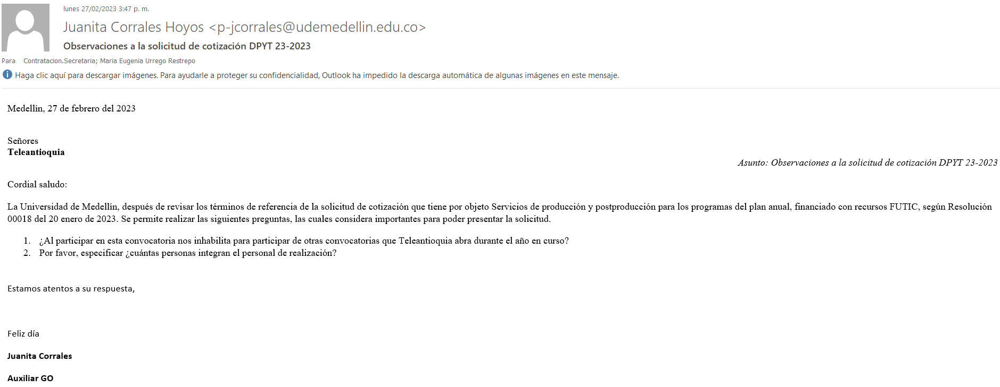 lunes 27/02/2023 3:47 p. m.
Juanita Corrales Hoyos <p-jcorrales@udemedellin.edu.co>
Observaciones a la solicitud de cotización DPYT 23-2023
Para Contratacion.Secretaria; Maria Eugenia Urrego Restrepo
Haga clic aquí para descargar imágenes. Para ayudarle a proteger su confidencialidad, Outlook ha impedido la descarga automática de algunas imágenes en este mensaje.
Medellín, 27 de febrero del 2023
Señores
Teleantioquia
Asunto: Observaciones a la solicitud de cotización DPYT 23-2023
Cordial saludo:
La Universidad de Medellín, después de revisar los términos de referencia de la solicitud de cotización que tiene por objeto Servicios de producción y postproducción para los programas del plan anual, financiado con recursos FUTIC, según Resolución
00018 del 20 enero de 2023. Se permite realizar las siguientes preguntas, las cuales considera importantes para poder presentar la solicitud.
1. ¿Al participar en esta convocatoria nos inhabilita para participar de otras convocatorias que Teleantioquia abra durante el año en curso?
2. Por favor, especificar ¿cuántas personas integran el personal de realización?
Estamos atentos a su respuesta,
Feliz día
Juanita Corrales
Auxiliar GO